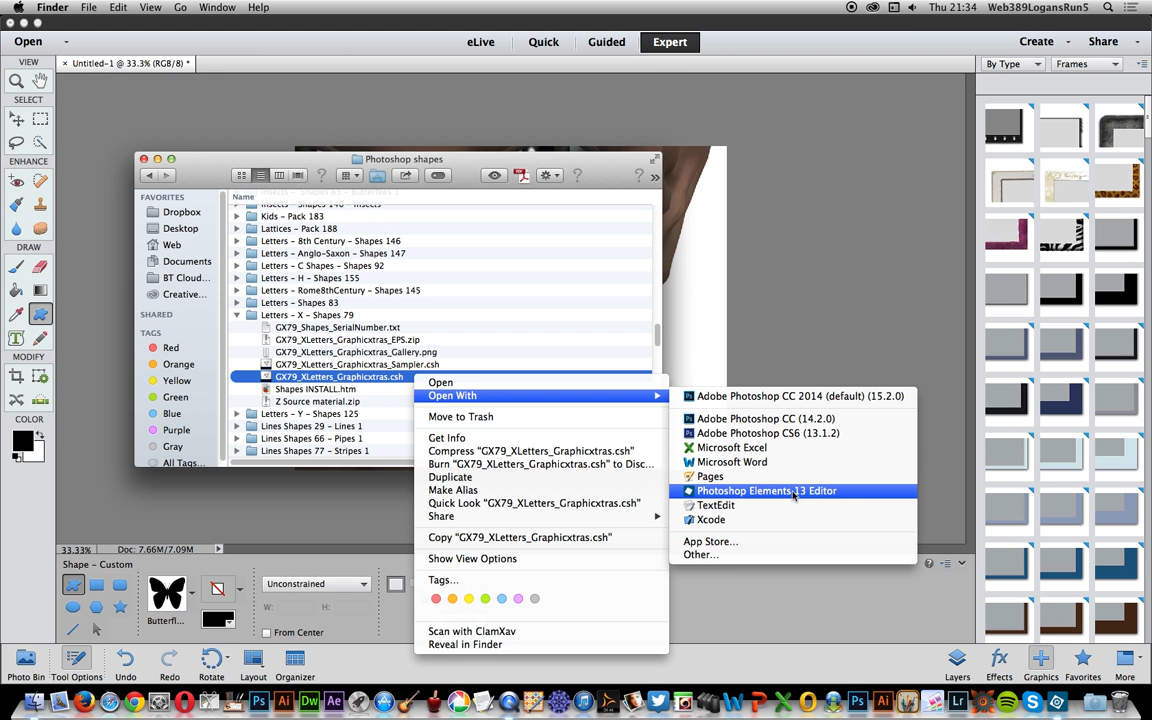 Finder File Edit View Go Window Help Thu 21:34 Web389LogansRun5
Open eLive Quick Guided Expert Create Share
VIEW × Untitled-1 @ 33.3% (RGB/8) * By Type Frames
SELECT
ENHANCE
DRAW
MODIFY
COLOR
Photoshop shapes
FAVORITES
Dropbox
Desktop
Web
Documents
BT Cloud...
Creative...
SHARED
TAGS
Red
Orange
Yellow
Green
Blue
Purple
Gray
All Tags...
Name
Kids - Pack 183
Lattices - Pack 188
Letters - 8th Century - Shapes 146
Letters - Anglo-Saxon - Shapes 147
Letters - C Shapes - Shapes 92
Letters - H - Shapes 155
Letters - Rome8thCentury - Shapes 145
Letters - Shapes 83
Letters - X - Shapes 79
GX79_Shapes_SerialNumber.txt
GX79_XLetters_Graphicxtras_EPS.zip
GX79_XLetters_Graphicxtras_Gallery.png
GX79_XLetters_Graphicxtras_Sampler.csh
GX79_XLetters_Graphicxtras.csh
Shapes INSTALL.htm
Z Source material.zip
Letters - Y - Shapes 125
Lines Shapes 29 - Lines 1
Lines Shapes 66 - Pipes 1
Lines Shapes 77 - Stripes 1
Open
Open With
Move to Trash
Get Info
Compress "GX79_XLetters_Graphicxtras.csh"
Burn "GX79_XLetters_Graphicxtras.csh" to Disc...
Duplicate
Make Alias
Quick Look "GX79_XLetters_Graphicxtras.csh"
Share
Copy "GX79_XLetters_Graphicxtras.csh"
Show View Options
Tags...
Scan with ClamXav
Reveal in Finder
Adobe Photoshop CC 2014 (default) (15.2.0)
Adobe Photoshop CC (14.2.0)
Adobe Photoshop CS6 (13.1.2)
Microsoft Excel
Microsoft Word
Pages
Photoshop Elements 13 Editor
TextEdit
Xcode
App Store...
Other...
33.33% Doc: 7.66M/7.09M
Shape - Custom
Butterfl...
Unconstrained
W: H:
From Center
Photo Bin Tool Options Undo Redo Rotate Layout Organizer Layers Effects Graphics Favorites More